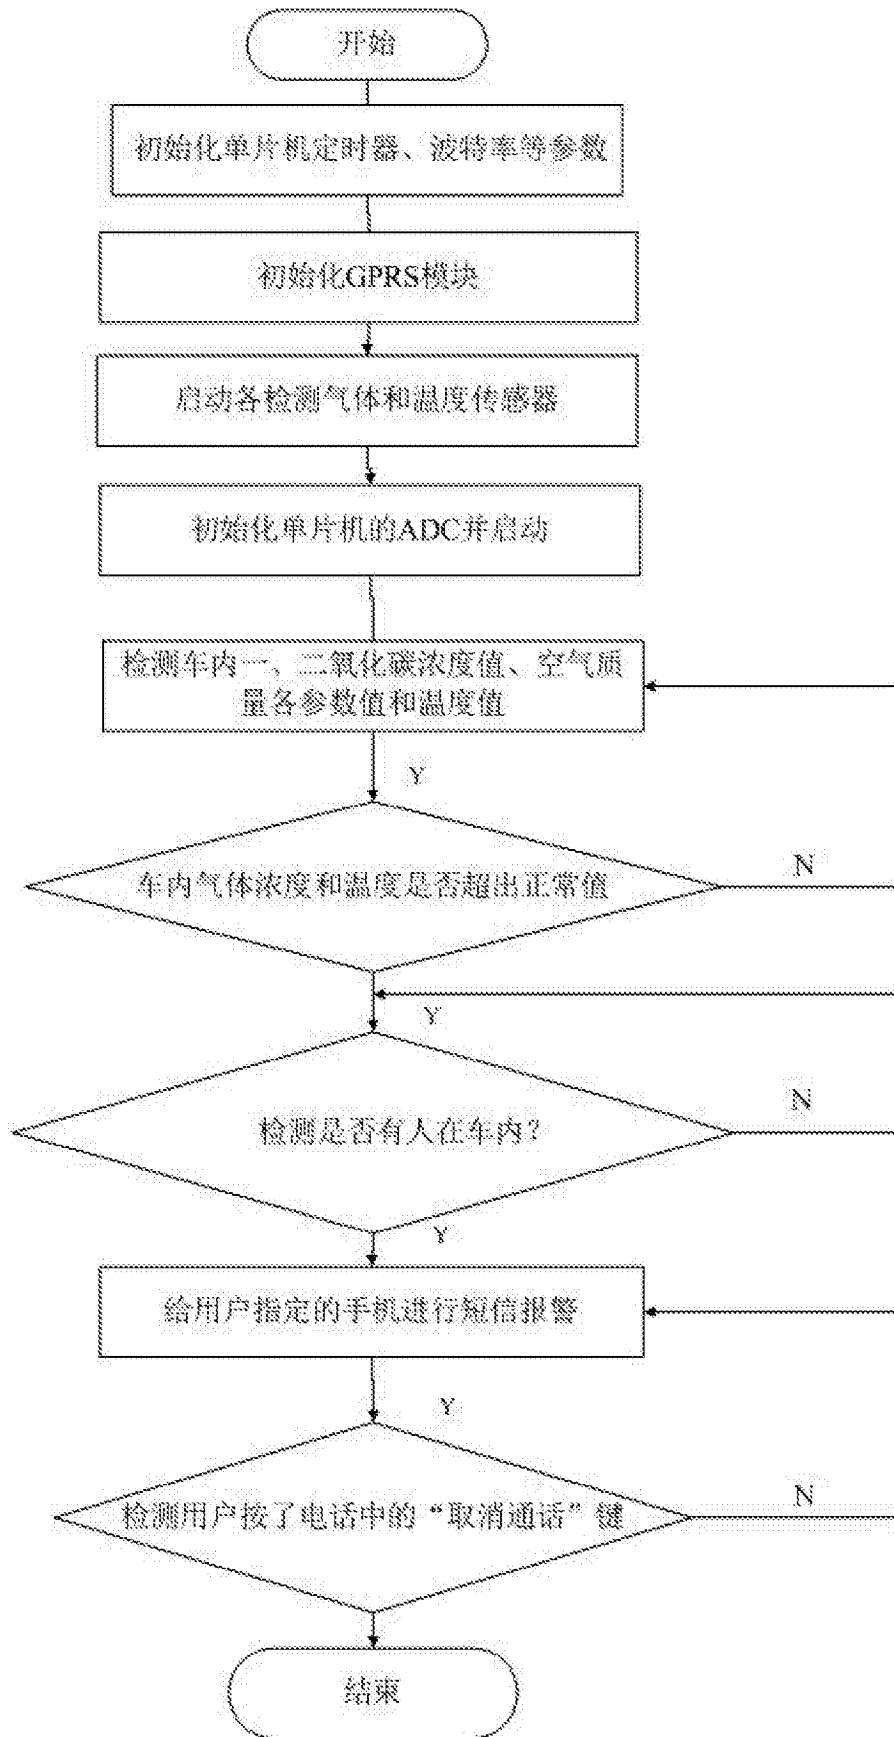 开始
初始化单片机定时器、波特率等参数
初始化GPRS模块
启动各检测气体和温度传感器
初始化单片机的ADC并启动
检测车内一、二氧化碳浓度值、空气质
量各参数值和温度值
Y
车内气体浓度和温度是否超出正常值
N
Y
检测是否有人在车内?
N
Y
给用户指定的手机进行短信报警
Y
检测用户按了电话中的“取消通话”键
N
结束